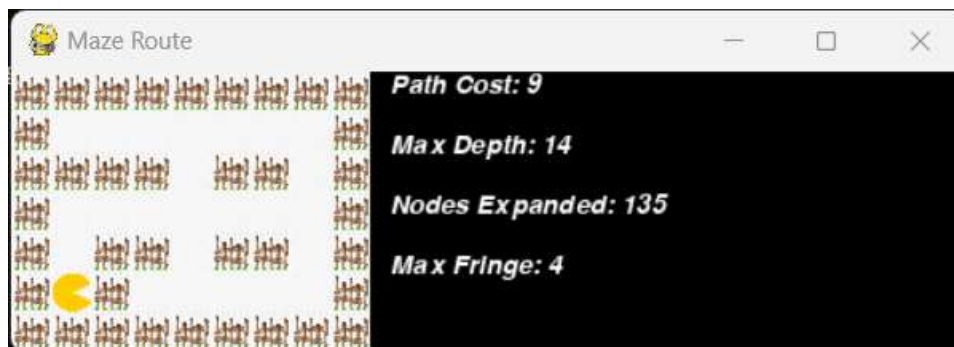 Maze Route
Path Cost: 9
Max Depth: 14
Nodes Expanded: 135
Max Fringe: 4